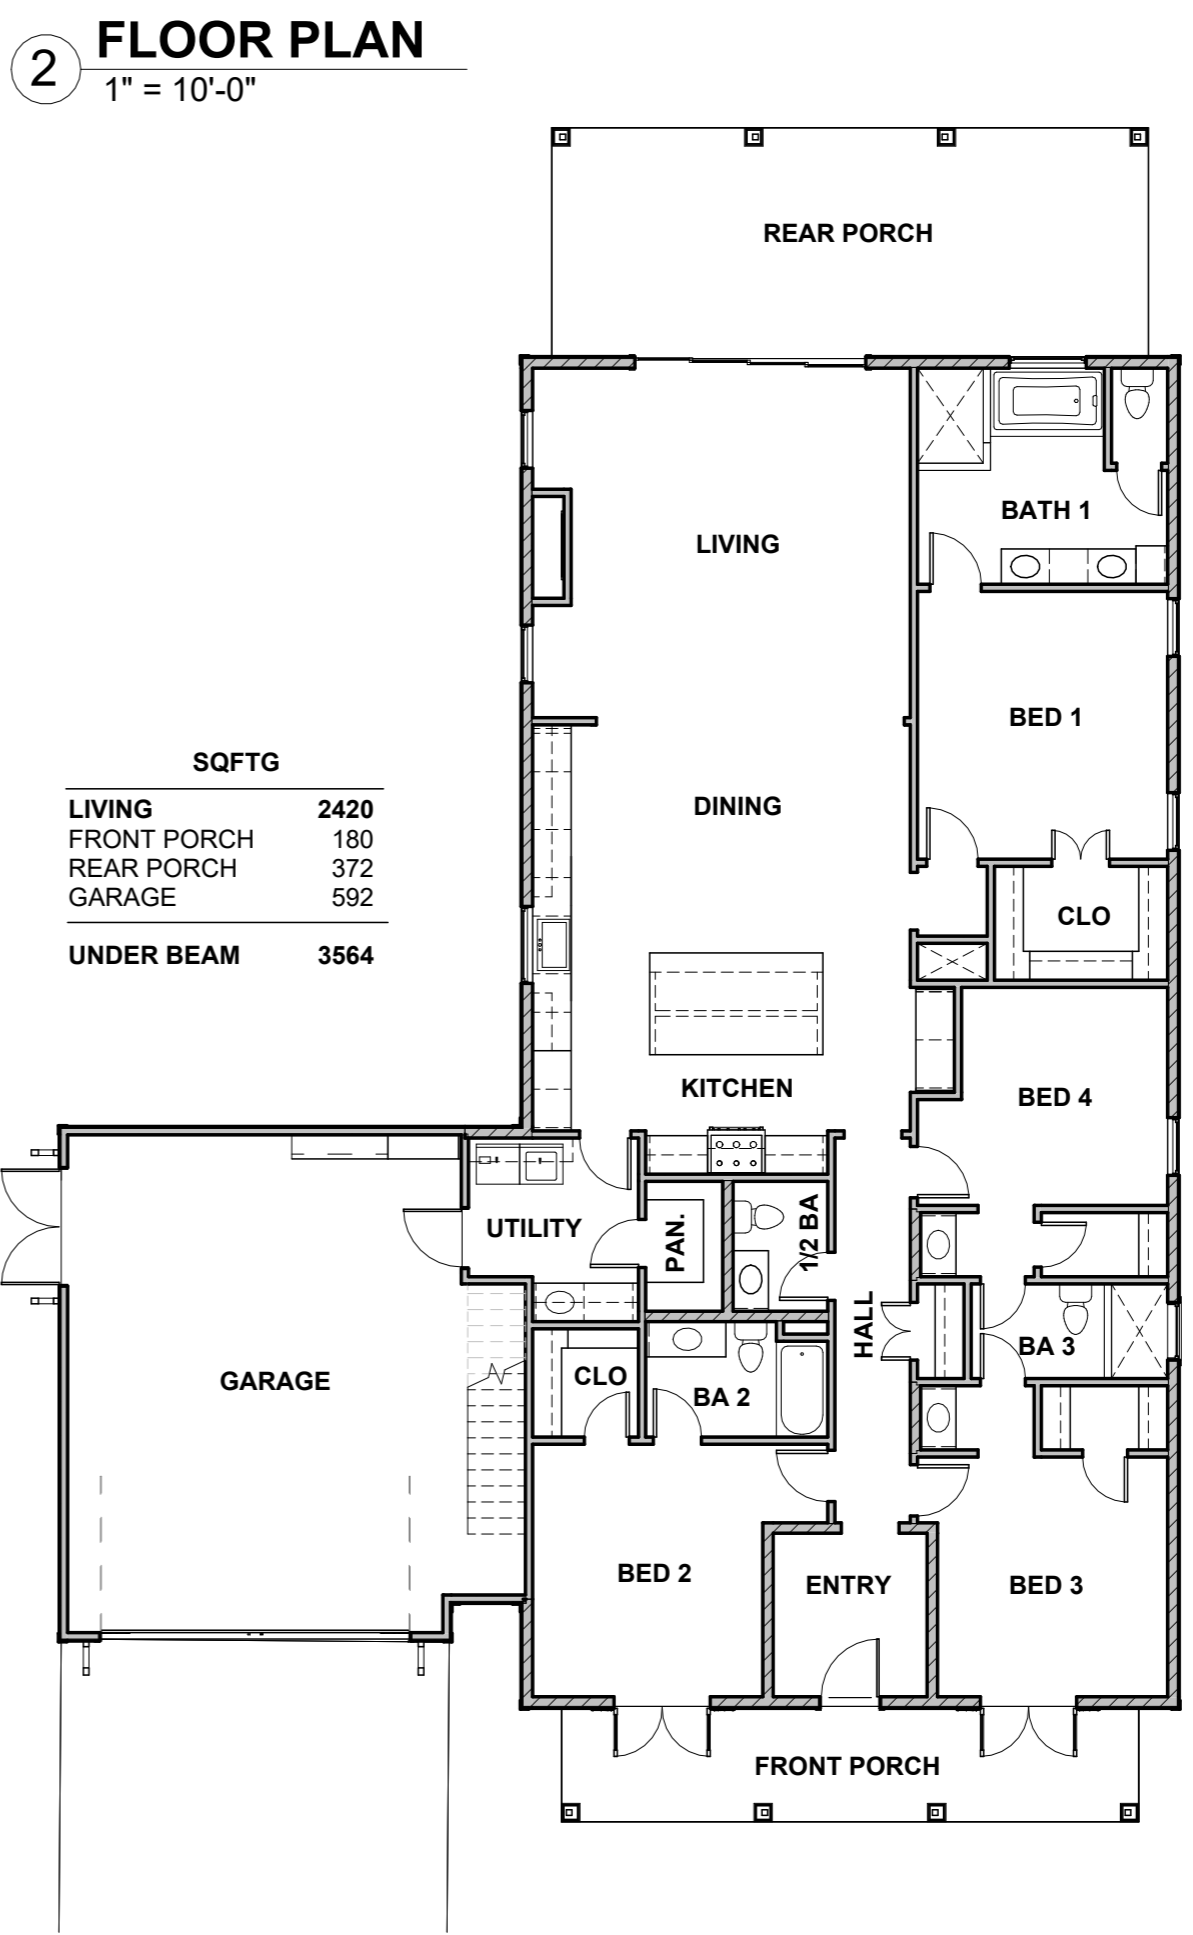 2
FLOOR PLAN
1" = 10'-0"
REAR PORCH
BATH 1
LIVING
BED 1
SQFTG
LIVING 2420
FRONT PORCH 180
REAR PORCH 372
GARAGE 592
UNDER BEAM 3564
DINING
CLO
KITCHEN
BED 4
UTILITY
PAN.
1/2 BA
HALL
BA 3
GARAGE
CLO
BA 2
BED 2
ENTRY
BED 3
FRONT PORCH